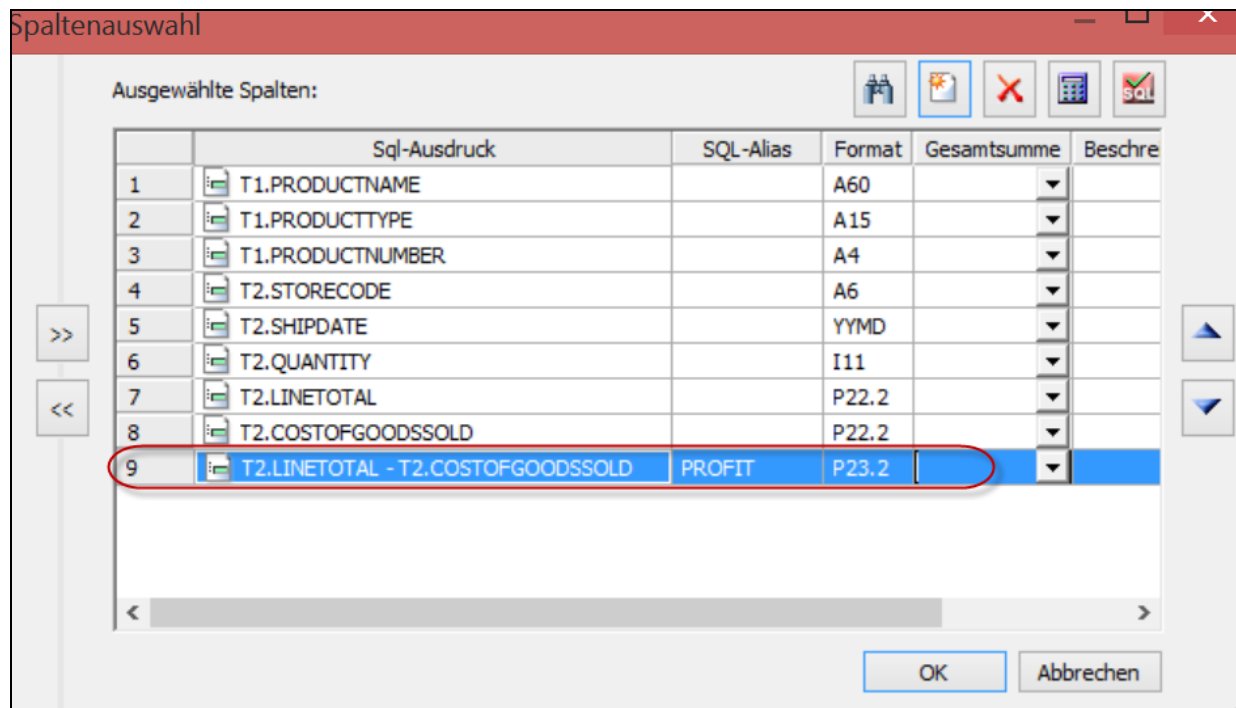 Spaltenauswahl
Ausgewählte Spalten:
SQL
Sql-Ausdruck SQL-Alias Format Gesamtsumme Beschrei
1 T1.PRODUCTNAME A60
2 T1.PRODUCTTYPE A15
3 T1.PRODUCTNUMBER A4
4 T2.STORECODE A6
5 T2.SHIPDATE YYMD
6 T2.QUANTITY I11
7 T2.LINETOTAL P22.2
8 T2.COSTOFGOODSSOLD P22.2
9 T2.LINETOTAL - T2.COSTOFGOODSSOLD PROFIT P23.2
>>
<<
OK Abbrechen